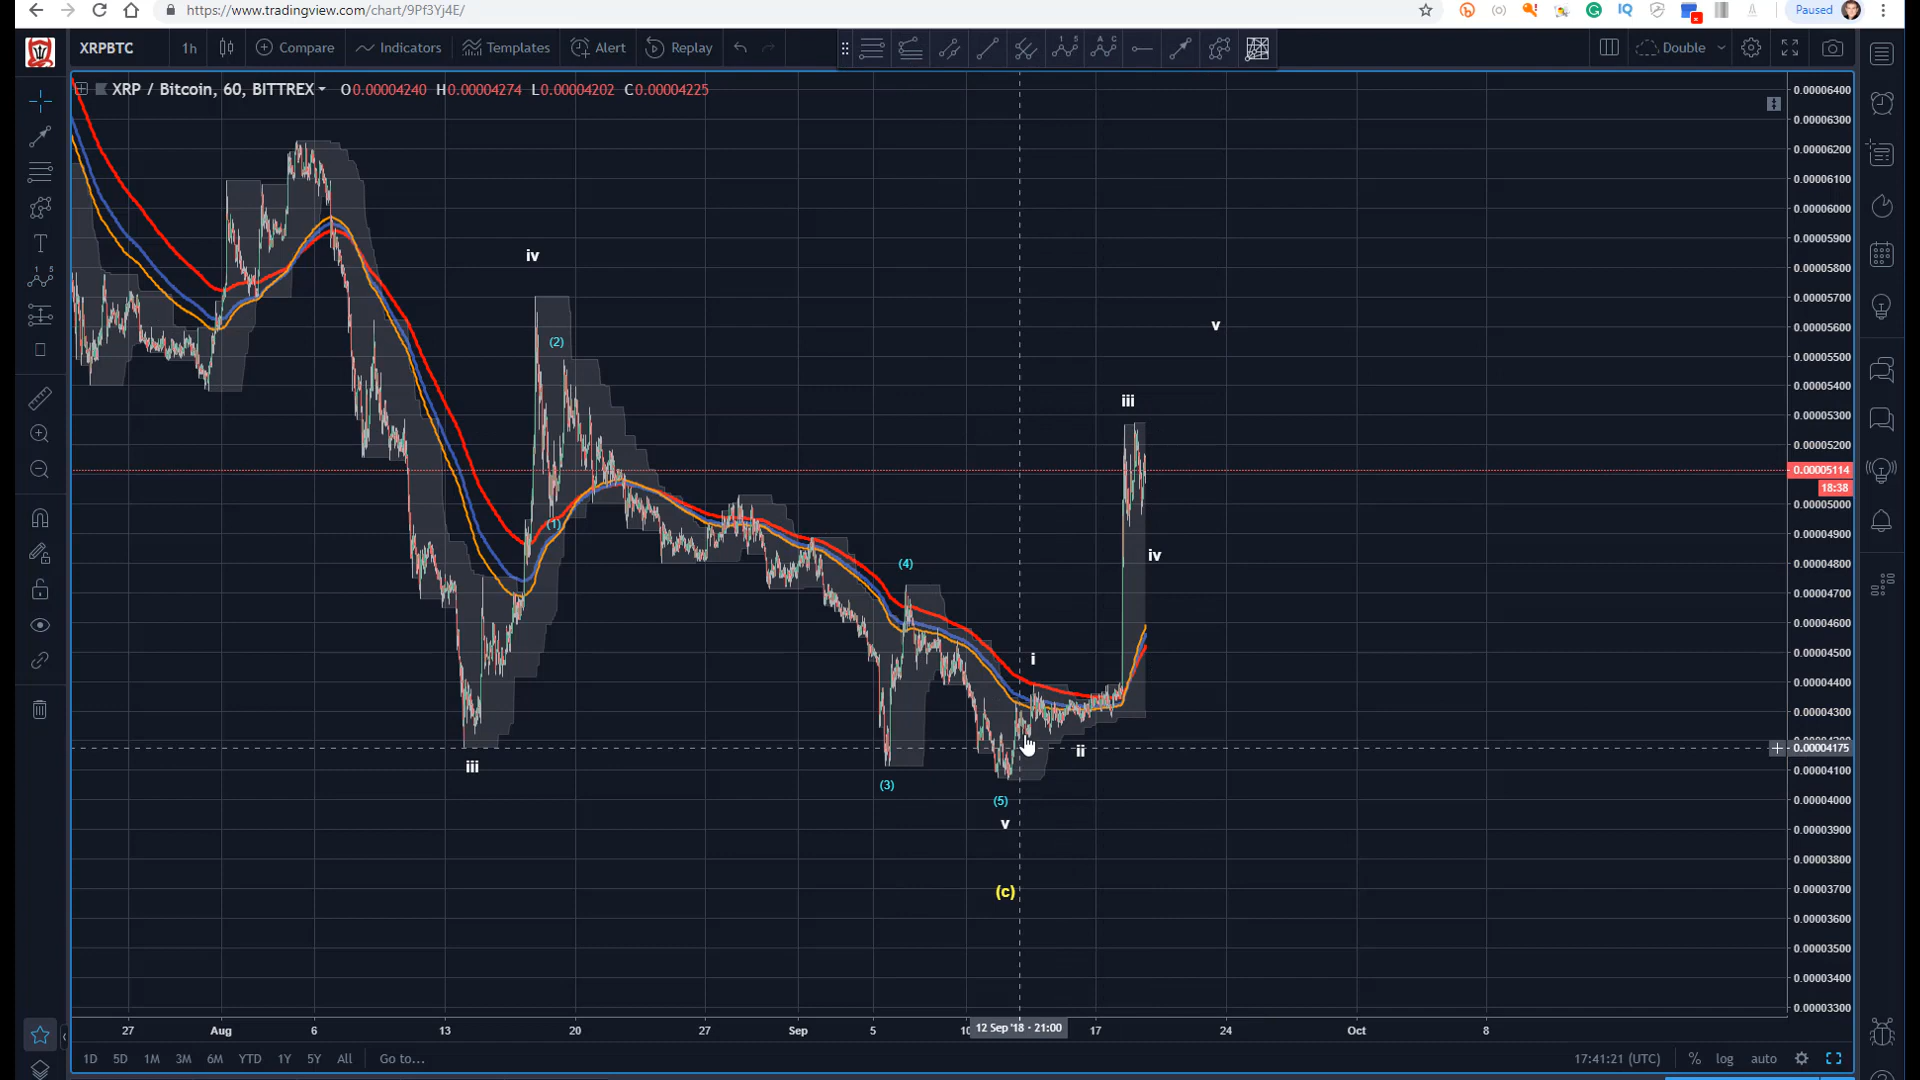 https://www.tradingview.com/chart/9Pf3Yj4E/
Paused
XRPBTC 1h Compare Indicators Templates Alert Replay Double
XRP / Bitcoin, 60, BITTREX O0.00004240 H0.00004274 L0.00004202 C0.00004225
0.00006400
0.00006300
0.00006200
0.00006100
0.00006000
0.00005900
iv
0.00005800
0.00005700
v
0.00005600
(2)
0.00005500
0.00005400
iii
0.00005300
0.00005200
0.00005114
18:38
0.00005000
(1)
0.00004900
iv
0.00004800
(4)
0.00004700
0.00004600
i
0.00004500
0.00004400
0.00004300
ii
0.00004175
iii
0.00004100
(3)
(5)
0.00004000
v
0.00003900
0.00003800
(c)
0.00003700
0.00003600
0.00003500
0.00003400
0.00003300
27 Aug 6 13 20 27 Sep 5 10 12 Sep '18 - 21:00 17 24 Oct 8
1D 5D 1M 3M 6M YTD 1Y 5Y All Go to... 17:41:21 (UTC) % log auto